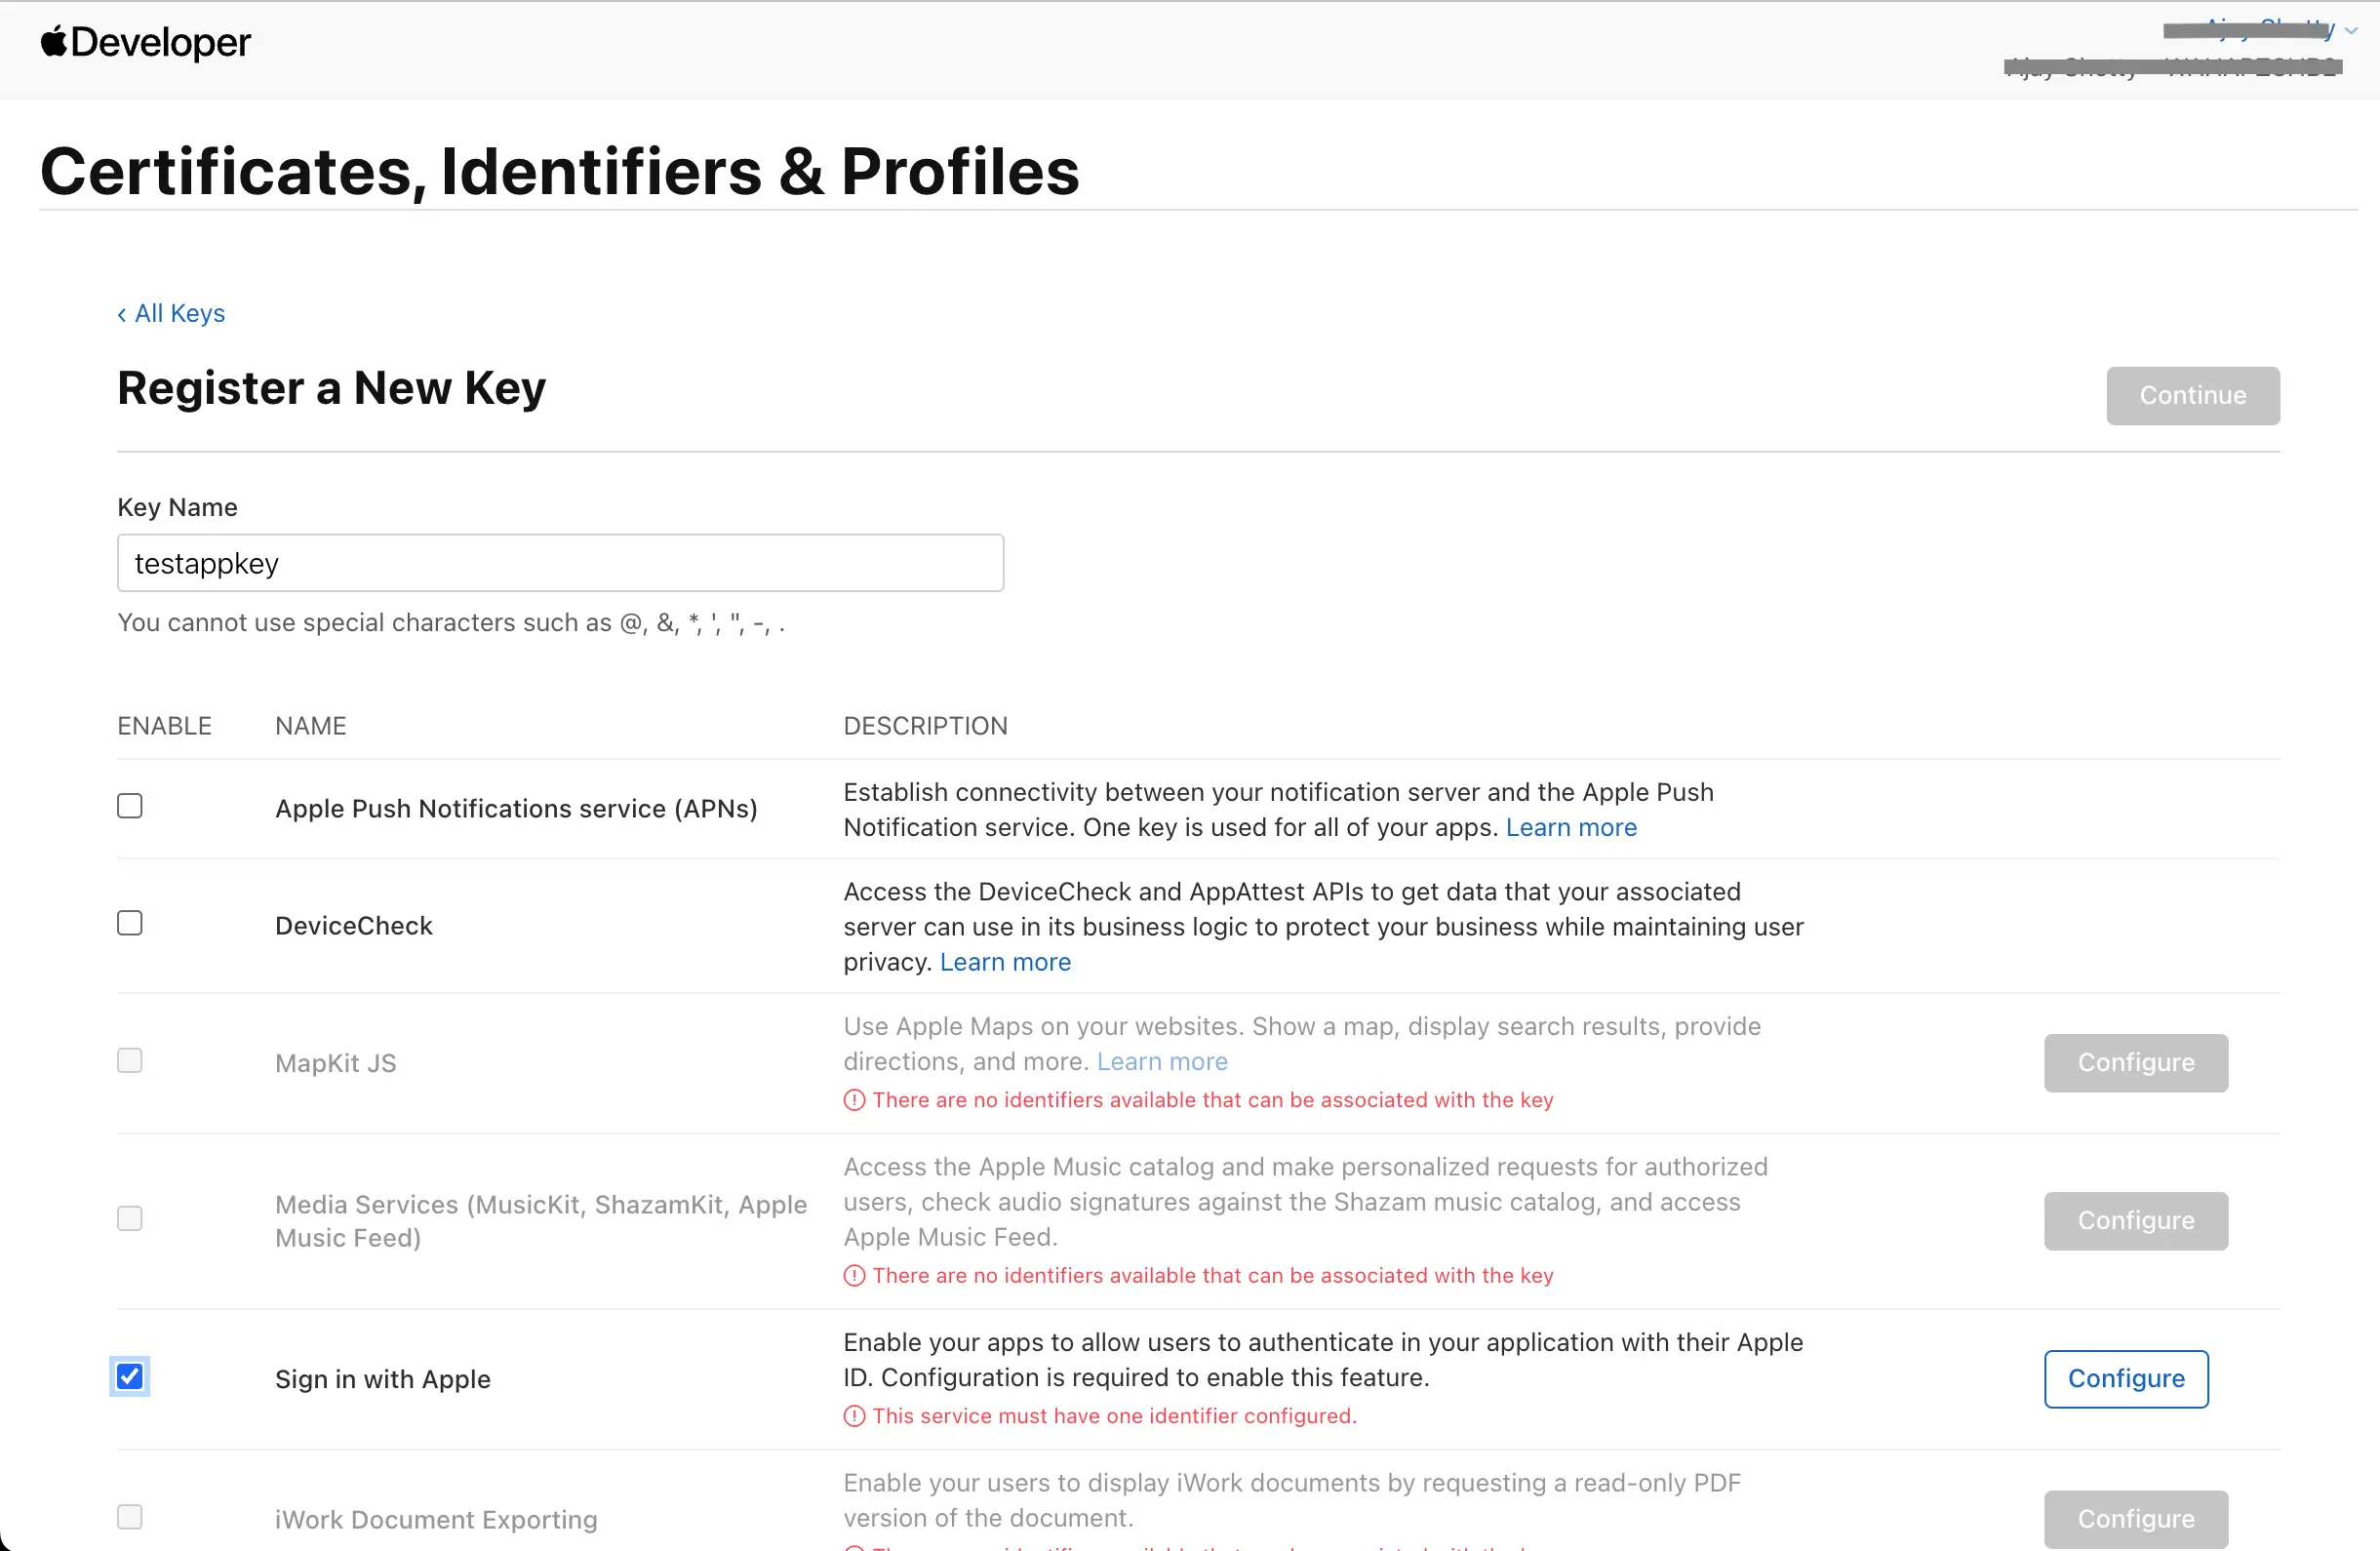 Developer
Certificates, Identifiers & Profiles
‹ All Keys
Register a New Key
Continue
Key Name
testappkey
You cannot use special characters such as @, &, *, ', ", -, .
ENABLE NAME DESCRIPTION
Apple Push Notifications service (APNs)
Establish connectivity between your notification server and the Apple Push
Notification service. One key is used for all of your apps. Learn more
DeviceCheck
Access the DeviceCheck and AppAttest APIs to get data that your associated
server can use in its business logic to protect your business while maintaining user
privacy. Learn more
MapKit JS
Use Apple Maps on your websites. Show a map, display search results, provide
directions, and more. Learn more
There are no identifiers available that can be associated with the key
Configure
Media Services (MusicKit, ShazamKit, Apple
Music Feed)
Access the Apple Music catalog and make personalized requests for authorized
users, check audio signatures against the Shazam music catalog, and access
Apple Music Feed.
There are no identifiers available that can be associated with the key
Configure
Sign in with Apple
Enable your apps to allow users to authenticate in your application with their Apple
ID. Configuration is required to enable this feature.
This service must have one identifier configured.
Configure
iWork Document Exporting
Enable your users to display iWork documents by requesting a read-only PDF
version of the document.
Configure